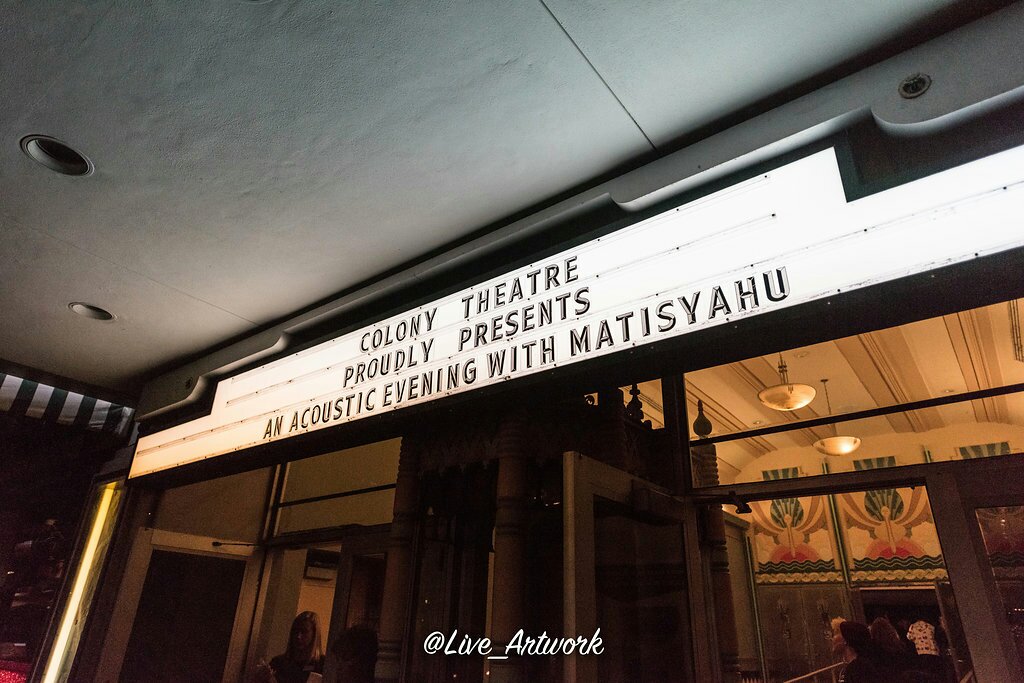 COLONY THEATRE
PROUDLY PRESENTS
AN ACOUSTIC EVENING WITH MATISYAHU
@Live_Artwork